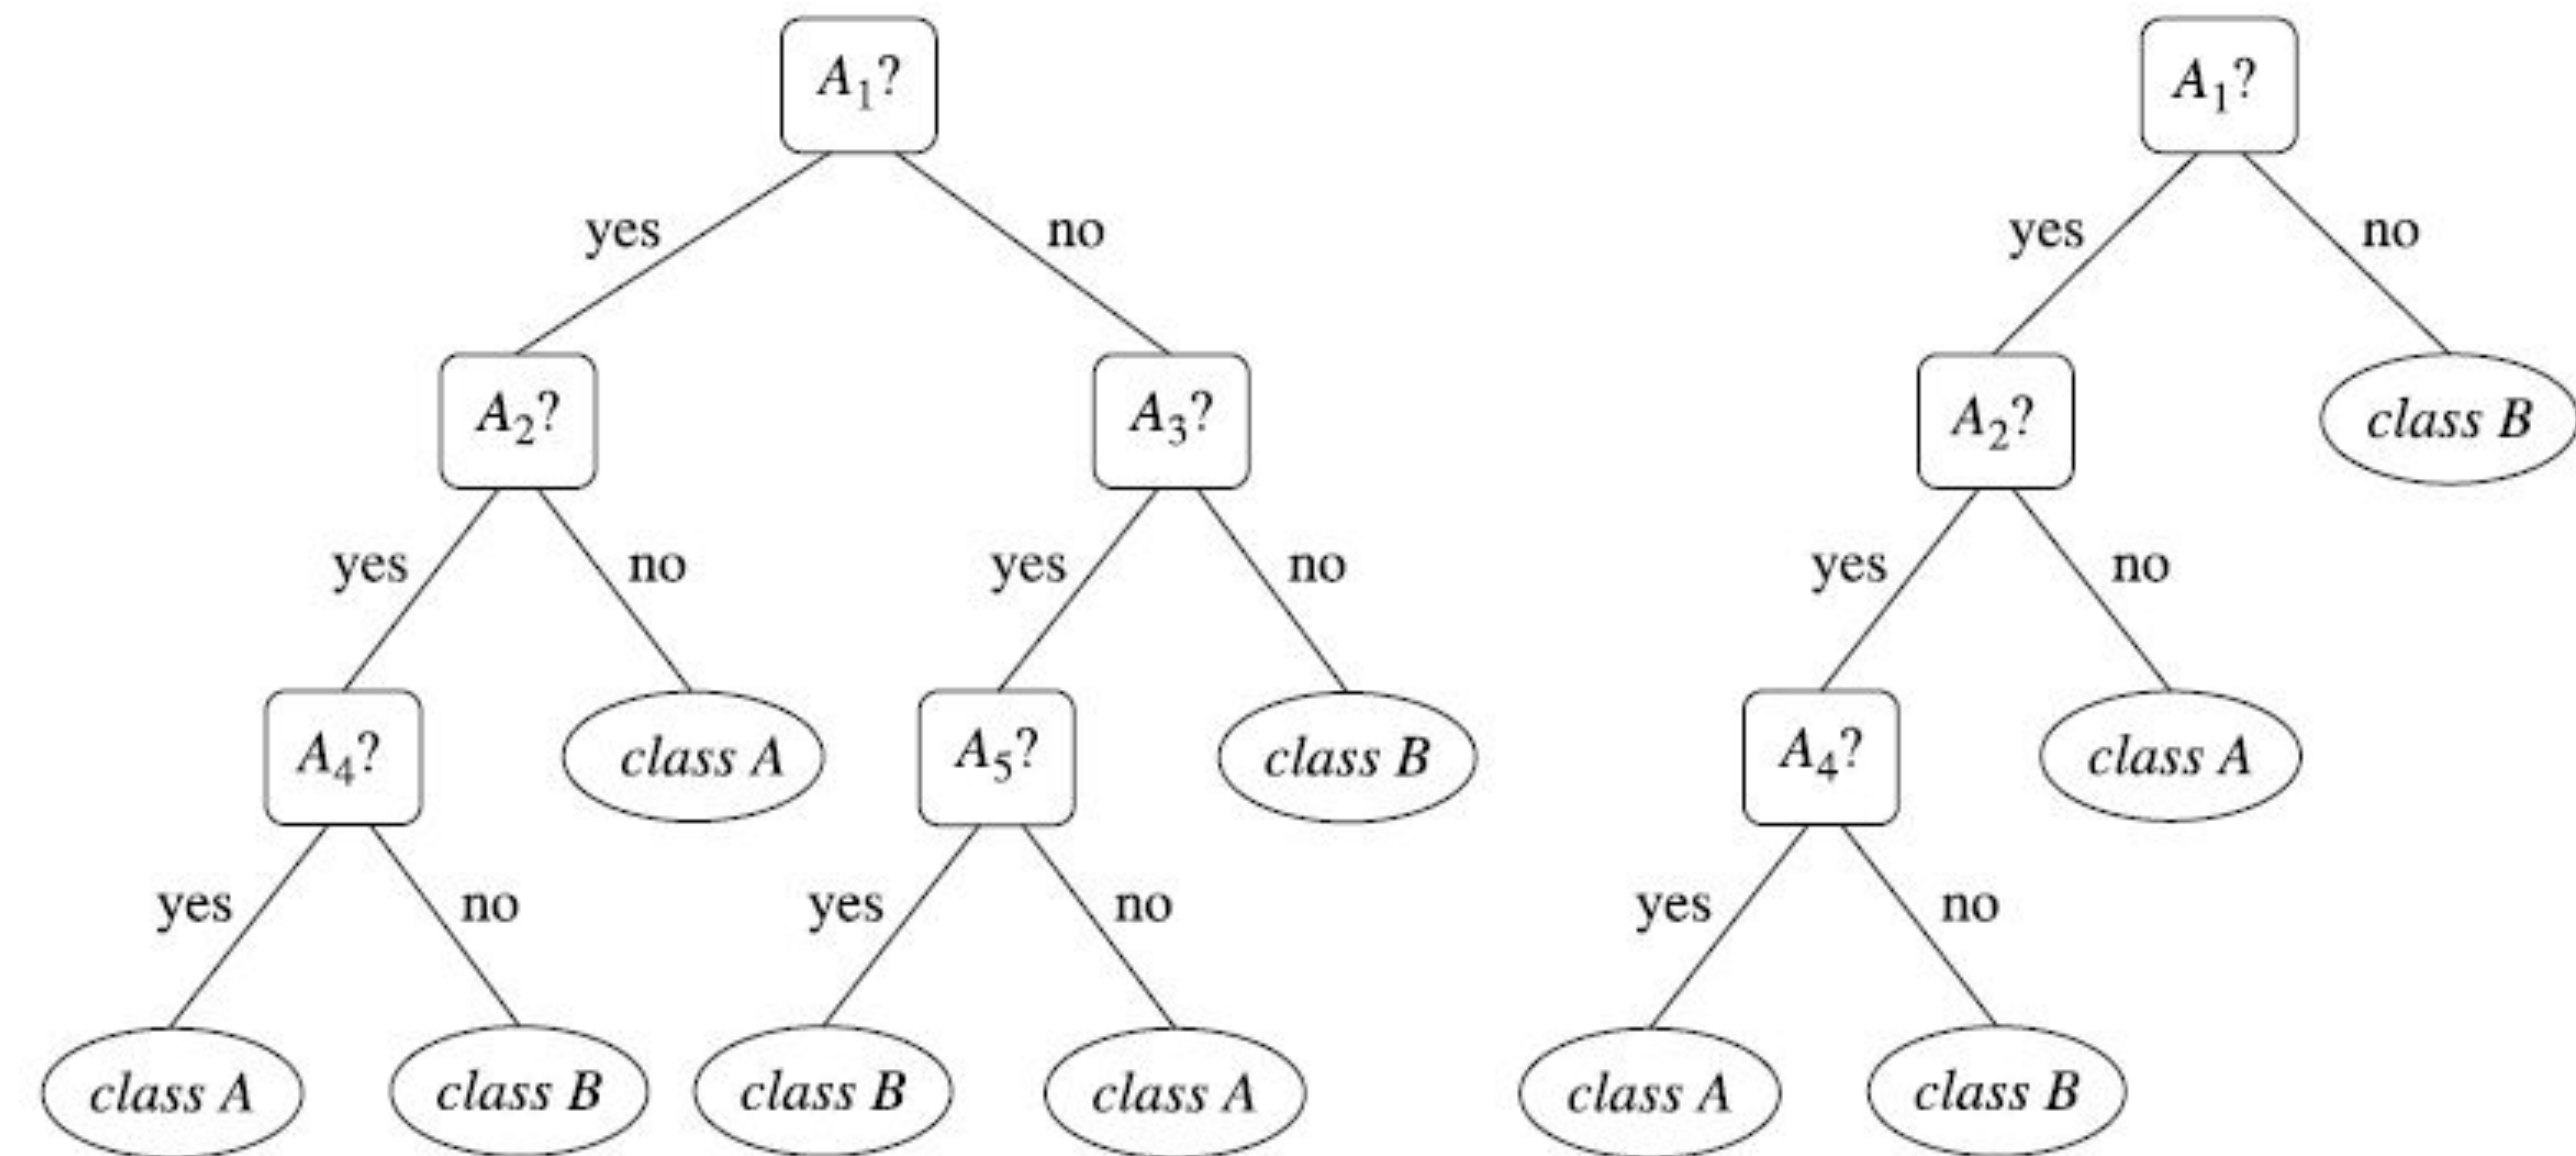 A₁? A₁?
yes no yes no
A₂? A₃? A₂? class B
yes no yes no yes no
A₄? class A A₅? class B A₄? class A
yes no yes no yes no
class A class B class B class A class A class B